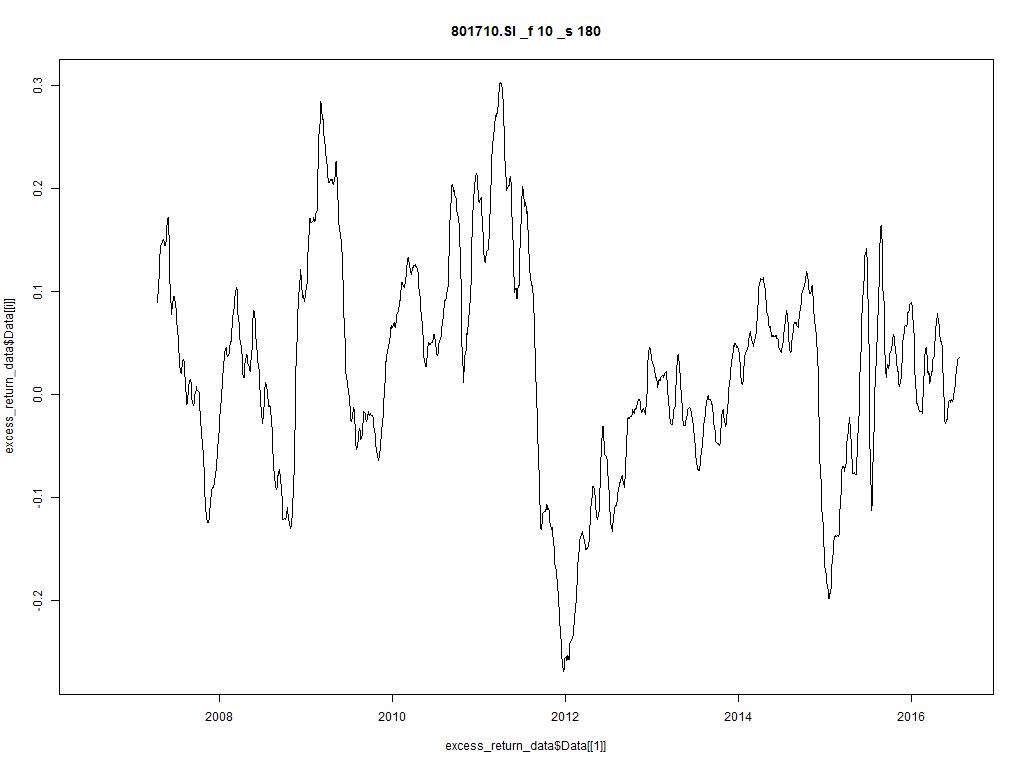 801710.SI _f 10 _s 180
0.3
0.2
0.1
0.0
-0.1
-0.2
excess_return_data$Data[[i]]
2008 2010 2012 2014 2016
excess_return_data$Data[[1]]